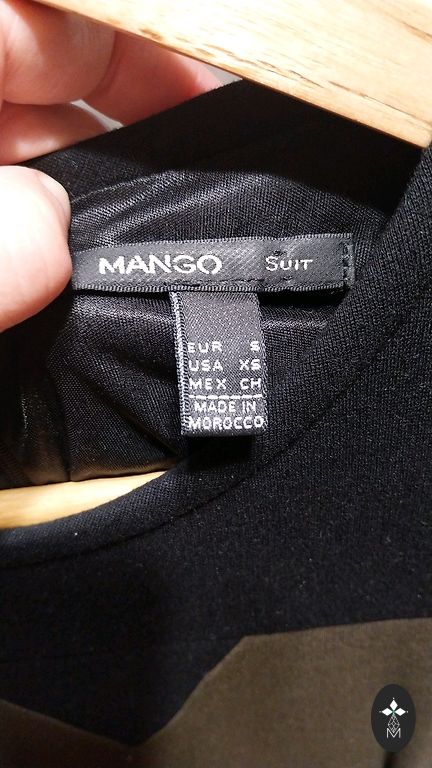 MANGO SUIT
EUR S
USA XS
MEX CH
MADE IN
MOROCCO
M